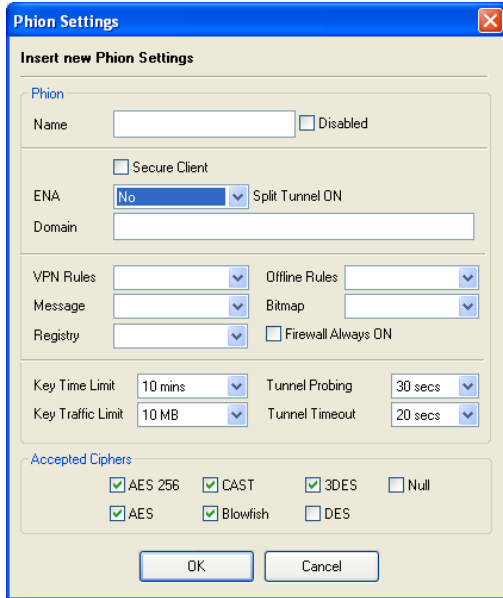 Phion Settings
Insert new Phion Settings
Phion
Name Disabled
Secure Client
ENA No Split Tunnel ON
Domain
VPN Rules Offline Rules
Message Bitmap
Registry Firewall Always ON
Key Time Limit 10 mins Tunnel Probing 30 secs
Key Traffic Limit 10 MB Tunnel Timeout 20 secs
Accepted Ciphers
AES 256 CAST 3DES Null
AES Blowfish DES
OK Cancel